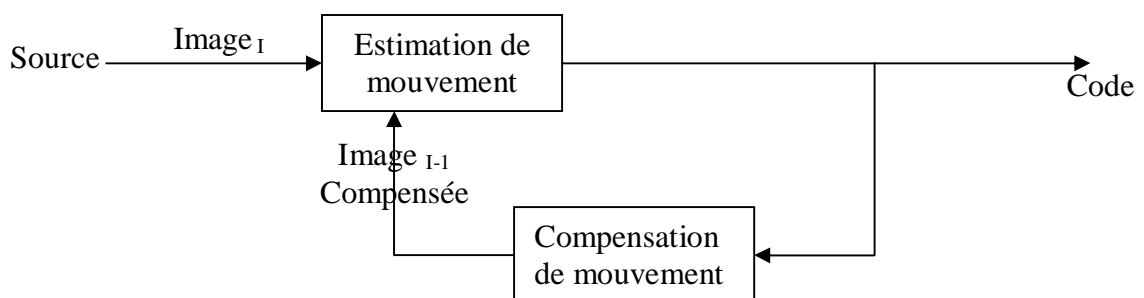 Image I
Source
Estimation de
mouvement
Code
Image I-1
Compensée
Compensation
de mouvement